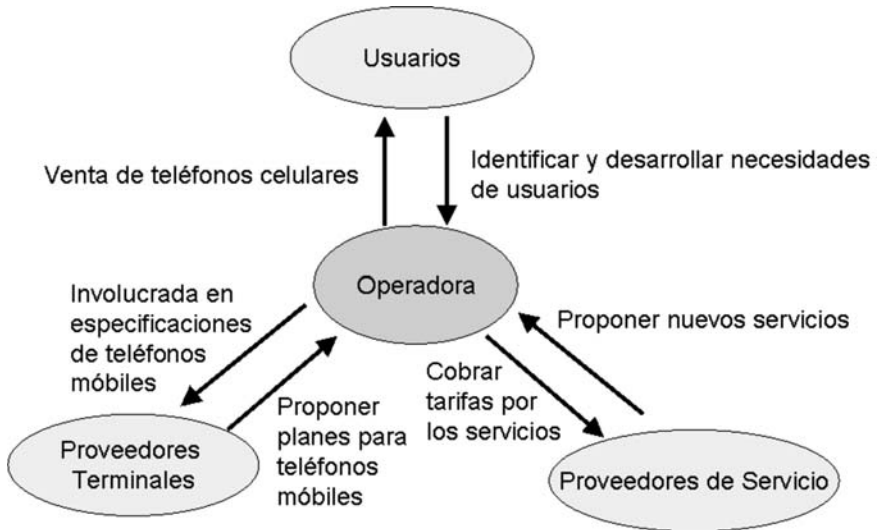 Usuarios
Venta de teléfonos celulares
Identificar y desarrollar necesidades
de usuarios
Operadora
Involucrada en
especificaciones
de teléfonos
móbiles
Proponer nuevos servicios
Cobrar
tarifas por
los servicios
Proponer
planes para
teléfonos
móbiles
Proveedores
Terminales
Proveedores de Servicio